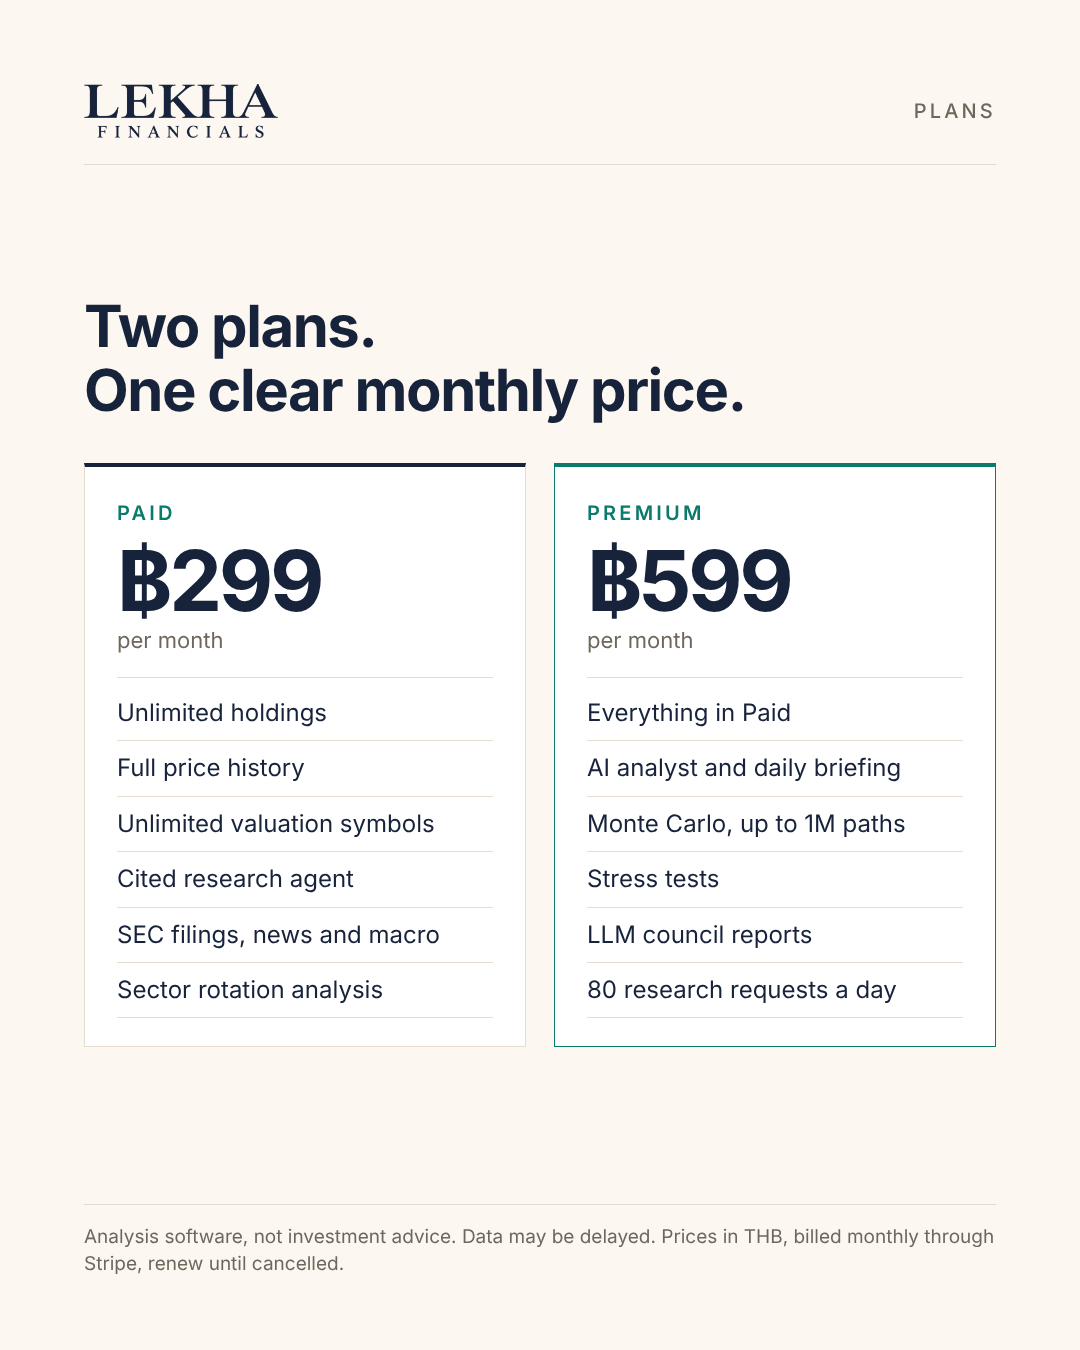 LEKHA
FINANCIALS
PLANS
Two plans.
One clear monthly price.
PAID
฿299
per month
Unlimited holdings
Full price history
Unlimited valuation symbols
Cited research agent
SEC filings, news and macro
Sector rotation analysis
PREMIUM
฿599
per month
Everything in Paid
AI analyst and daily briefing
Monte Carlo, up to 1M paths
Stress tests
LLM council reports
80 research requests a day
Analysis software, not investment advice. Data may be delayed. Prices in THB, billed monthly through
Stripe, renew until cancelled.